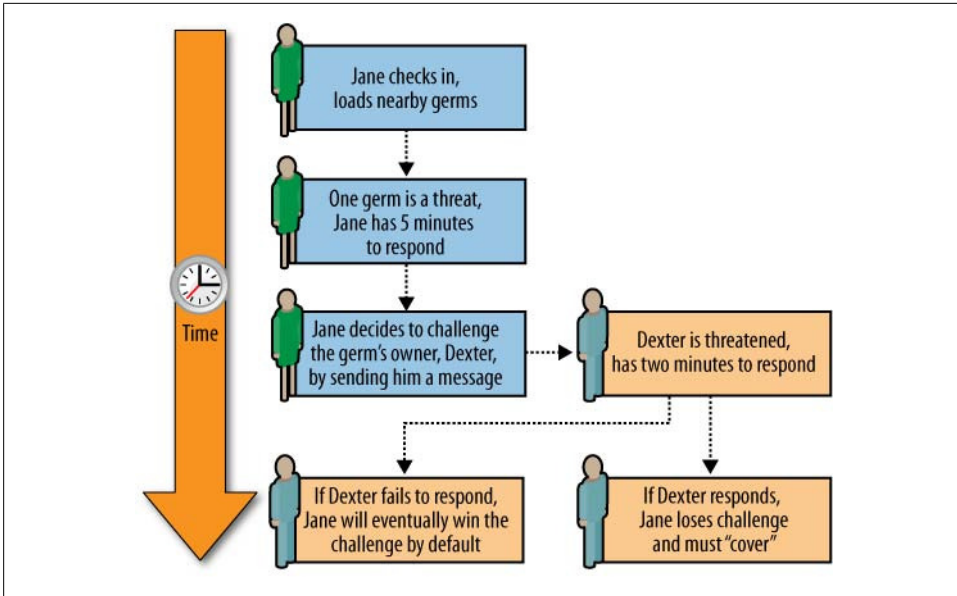 Jane checks in,
loads nearby germs
One germ is a threat,
Jane has 5 minutes
to respond
Time
Jane decides to challenge
the germ's owner, Dexter,
by sending him a message
Dexter is threatened,
has two minutes to respond
If Dexter fails to respond,
Jane will eventually win the
challenge by default
If Dexter responds,
Jane loses challenge
and must “cover”